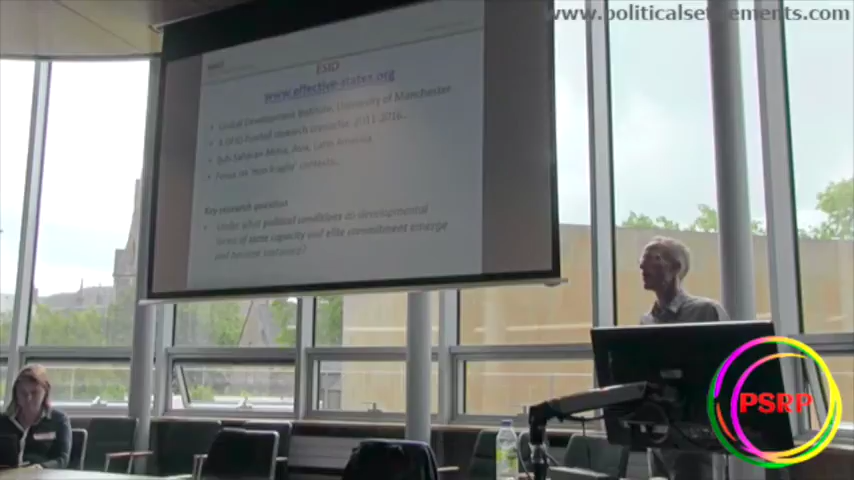 www.politicalsettlements.com
ESID
www.effective-states.org
Global Development Institute, University of Manchester
A DFID-funded research consortia: 2011-2016..
Sub-Saharan Africa, Asia, Latin America
Focus on 'non-fragile' contexts..
Key research question
Under what political conditions do developmental
forms of state capacity and elite commitment emerge
and become sustained?
PSRP